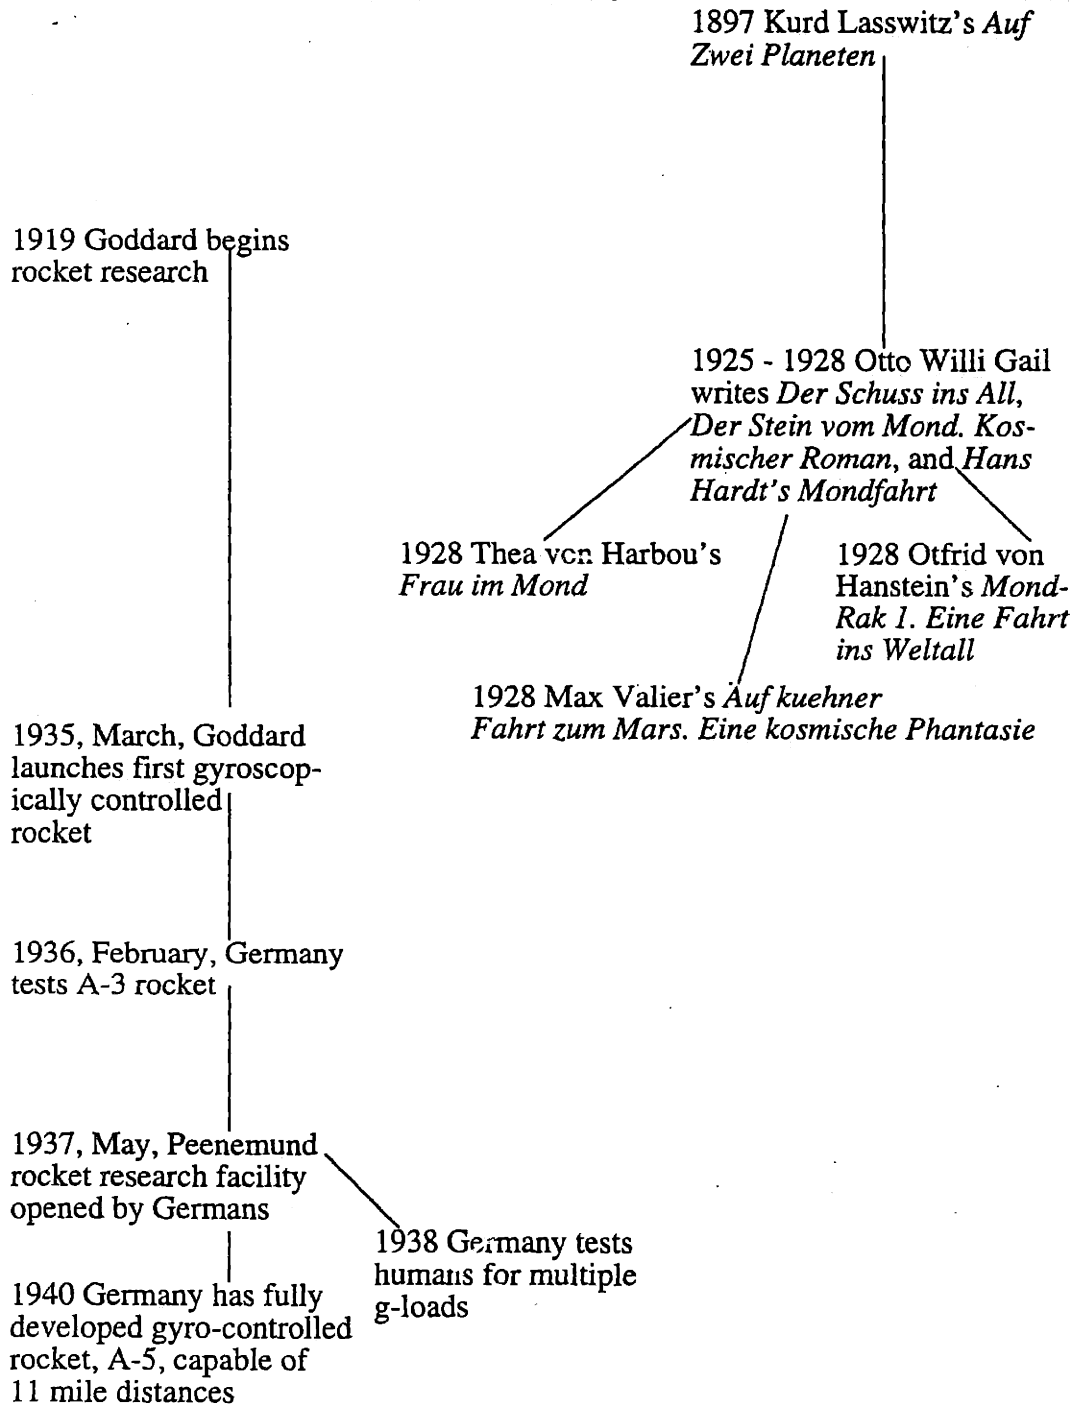 1897 Kurd Lasswitz's Auf
Zwei Planeten
1919 Goddard begins
rocket research
1925 - 1928 Otto Willi Gail
writes Der Schuss ins All,
Der Stein vom Mond. Kos-
mischer Roman, and Hans
Hardt's Mondfahrt
1928 Thea von Harbou's
Frau im Mond
1928 Otfrid von
Hanstein's Mond-
Rak 1. Eine Fahrt
ins Weltall
1928 Max Valier's Auf kuehner
Fahrt zum Mars. Eine kosmische Phantasie
1935, March, Goddard
launches first gyroscop-
ically controlled
rocket
1936, February, Germany
tests A-3 rocket
1937, May, Peenemund
rocket research facility
opened by Germans
1938 Germany tests
humans for multiple
g-loads
1940 Germany has fully
developed gyro-controlled
rocket, A-5, capable of
11 mile distances